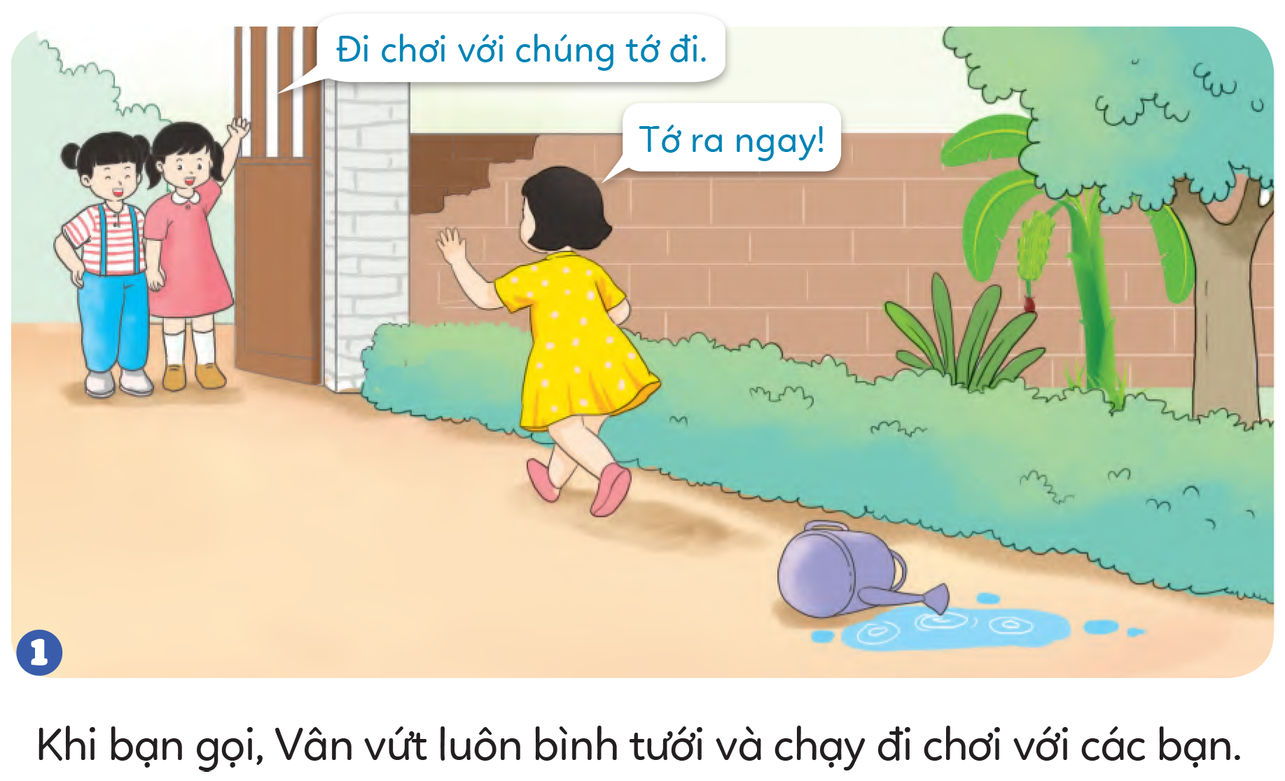 Đi chơi với chúng tớ đi.
Tớ ra ngay!
1
Khi bạn gọi, Vân vứt luôn bình tưới và chạy đi chơi với các bạn.